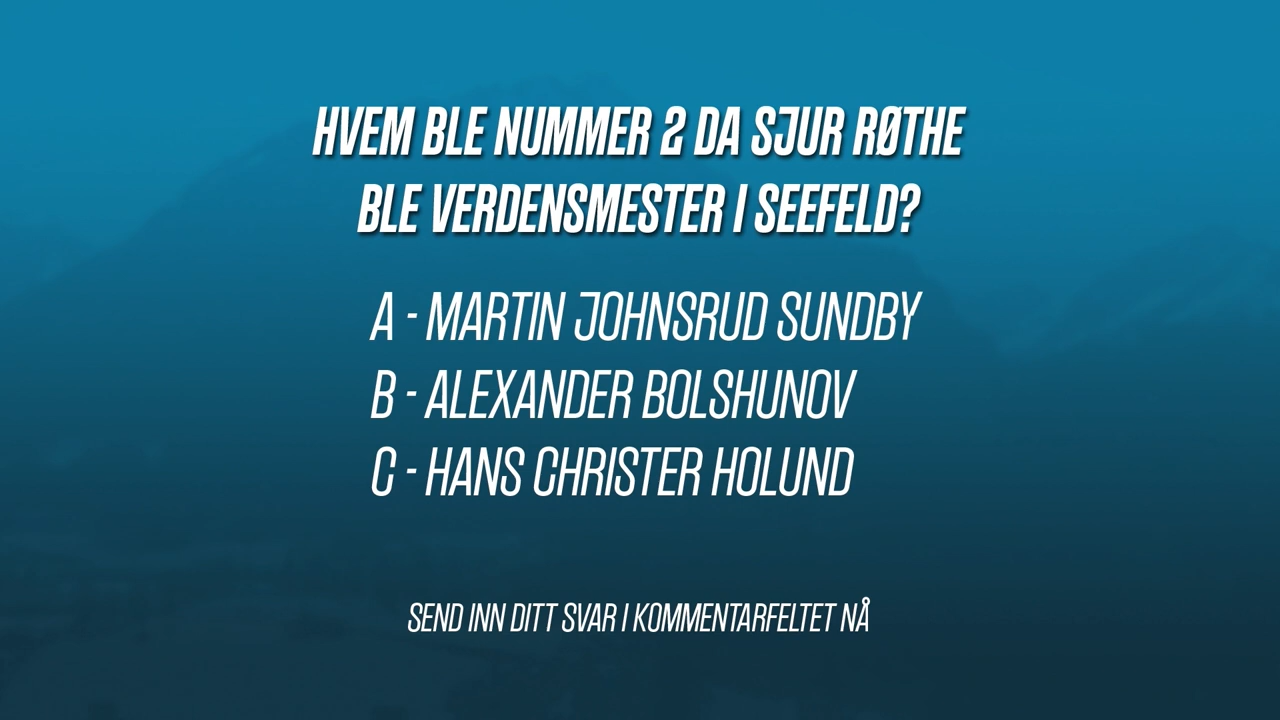 HVEM BLE NUMMER 2 DA SJUR RØTHE
BLE VERDENSMESTER I SEEFELD?
A - MARTIN JOHNSRUD SUNDBY
B - ALEXANDER BOLSHUNOV
C - HANS CHRISTER HOLUND
SEND INN DITT SVAR I KOMMENTARFELTET NÅ